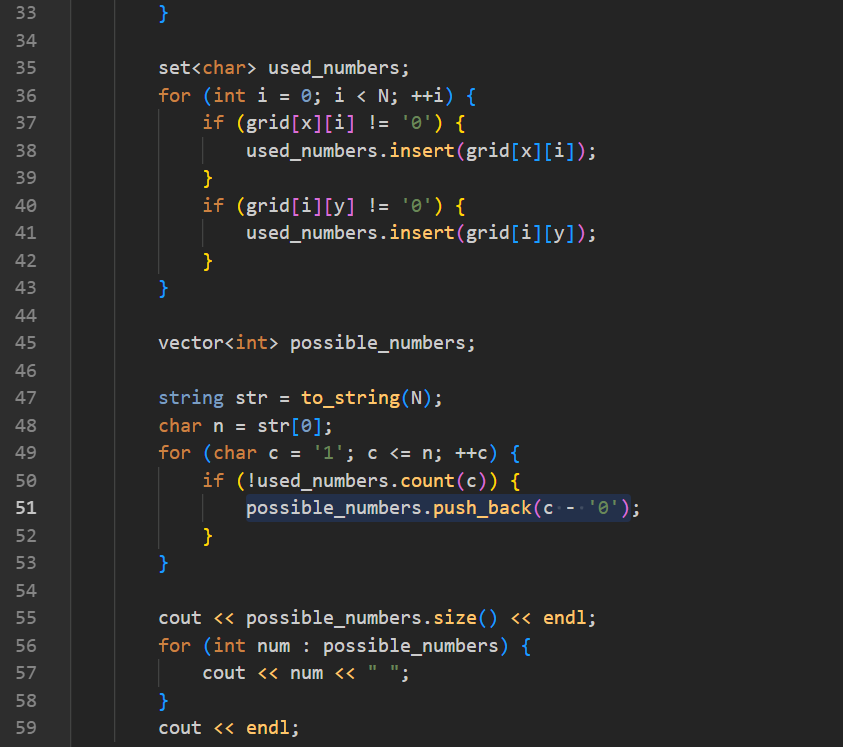 33 }
34
35 set<char> used_numbers;
36 for (int i = 0; i < N; ++i) {
37 if (grid[x][i] != '0') {
38 used_numbers.insert(grid[x][i]);
39 }
40 if (grid[i][y] != '0') {
41 used_numbers.insert(grid[i][y]);
42 }
43 }
44
45 vector<int> possible_numbers;
46
47 string str = to_string(N);
48 char n = str[0];
49 for (char c = '1'; c <= n; ++c) {
50 if (!used_numbers.count(c)) {
51 possible_numbers.push_back(c - '0');
52 }
53 }
54
55 cout << possible_numbers.size() << endl;
56 for (int num : possible_numbers) {
57 cout << num << " ";
58 }
59 cout << endl;